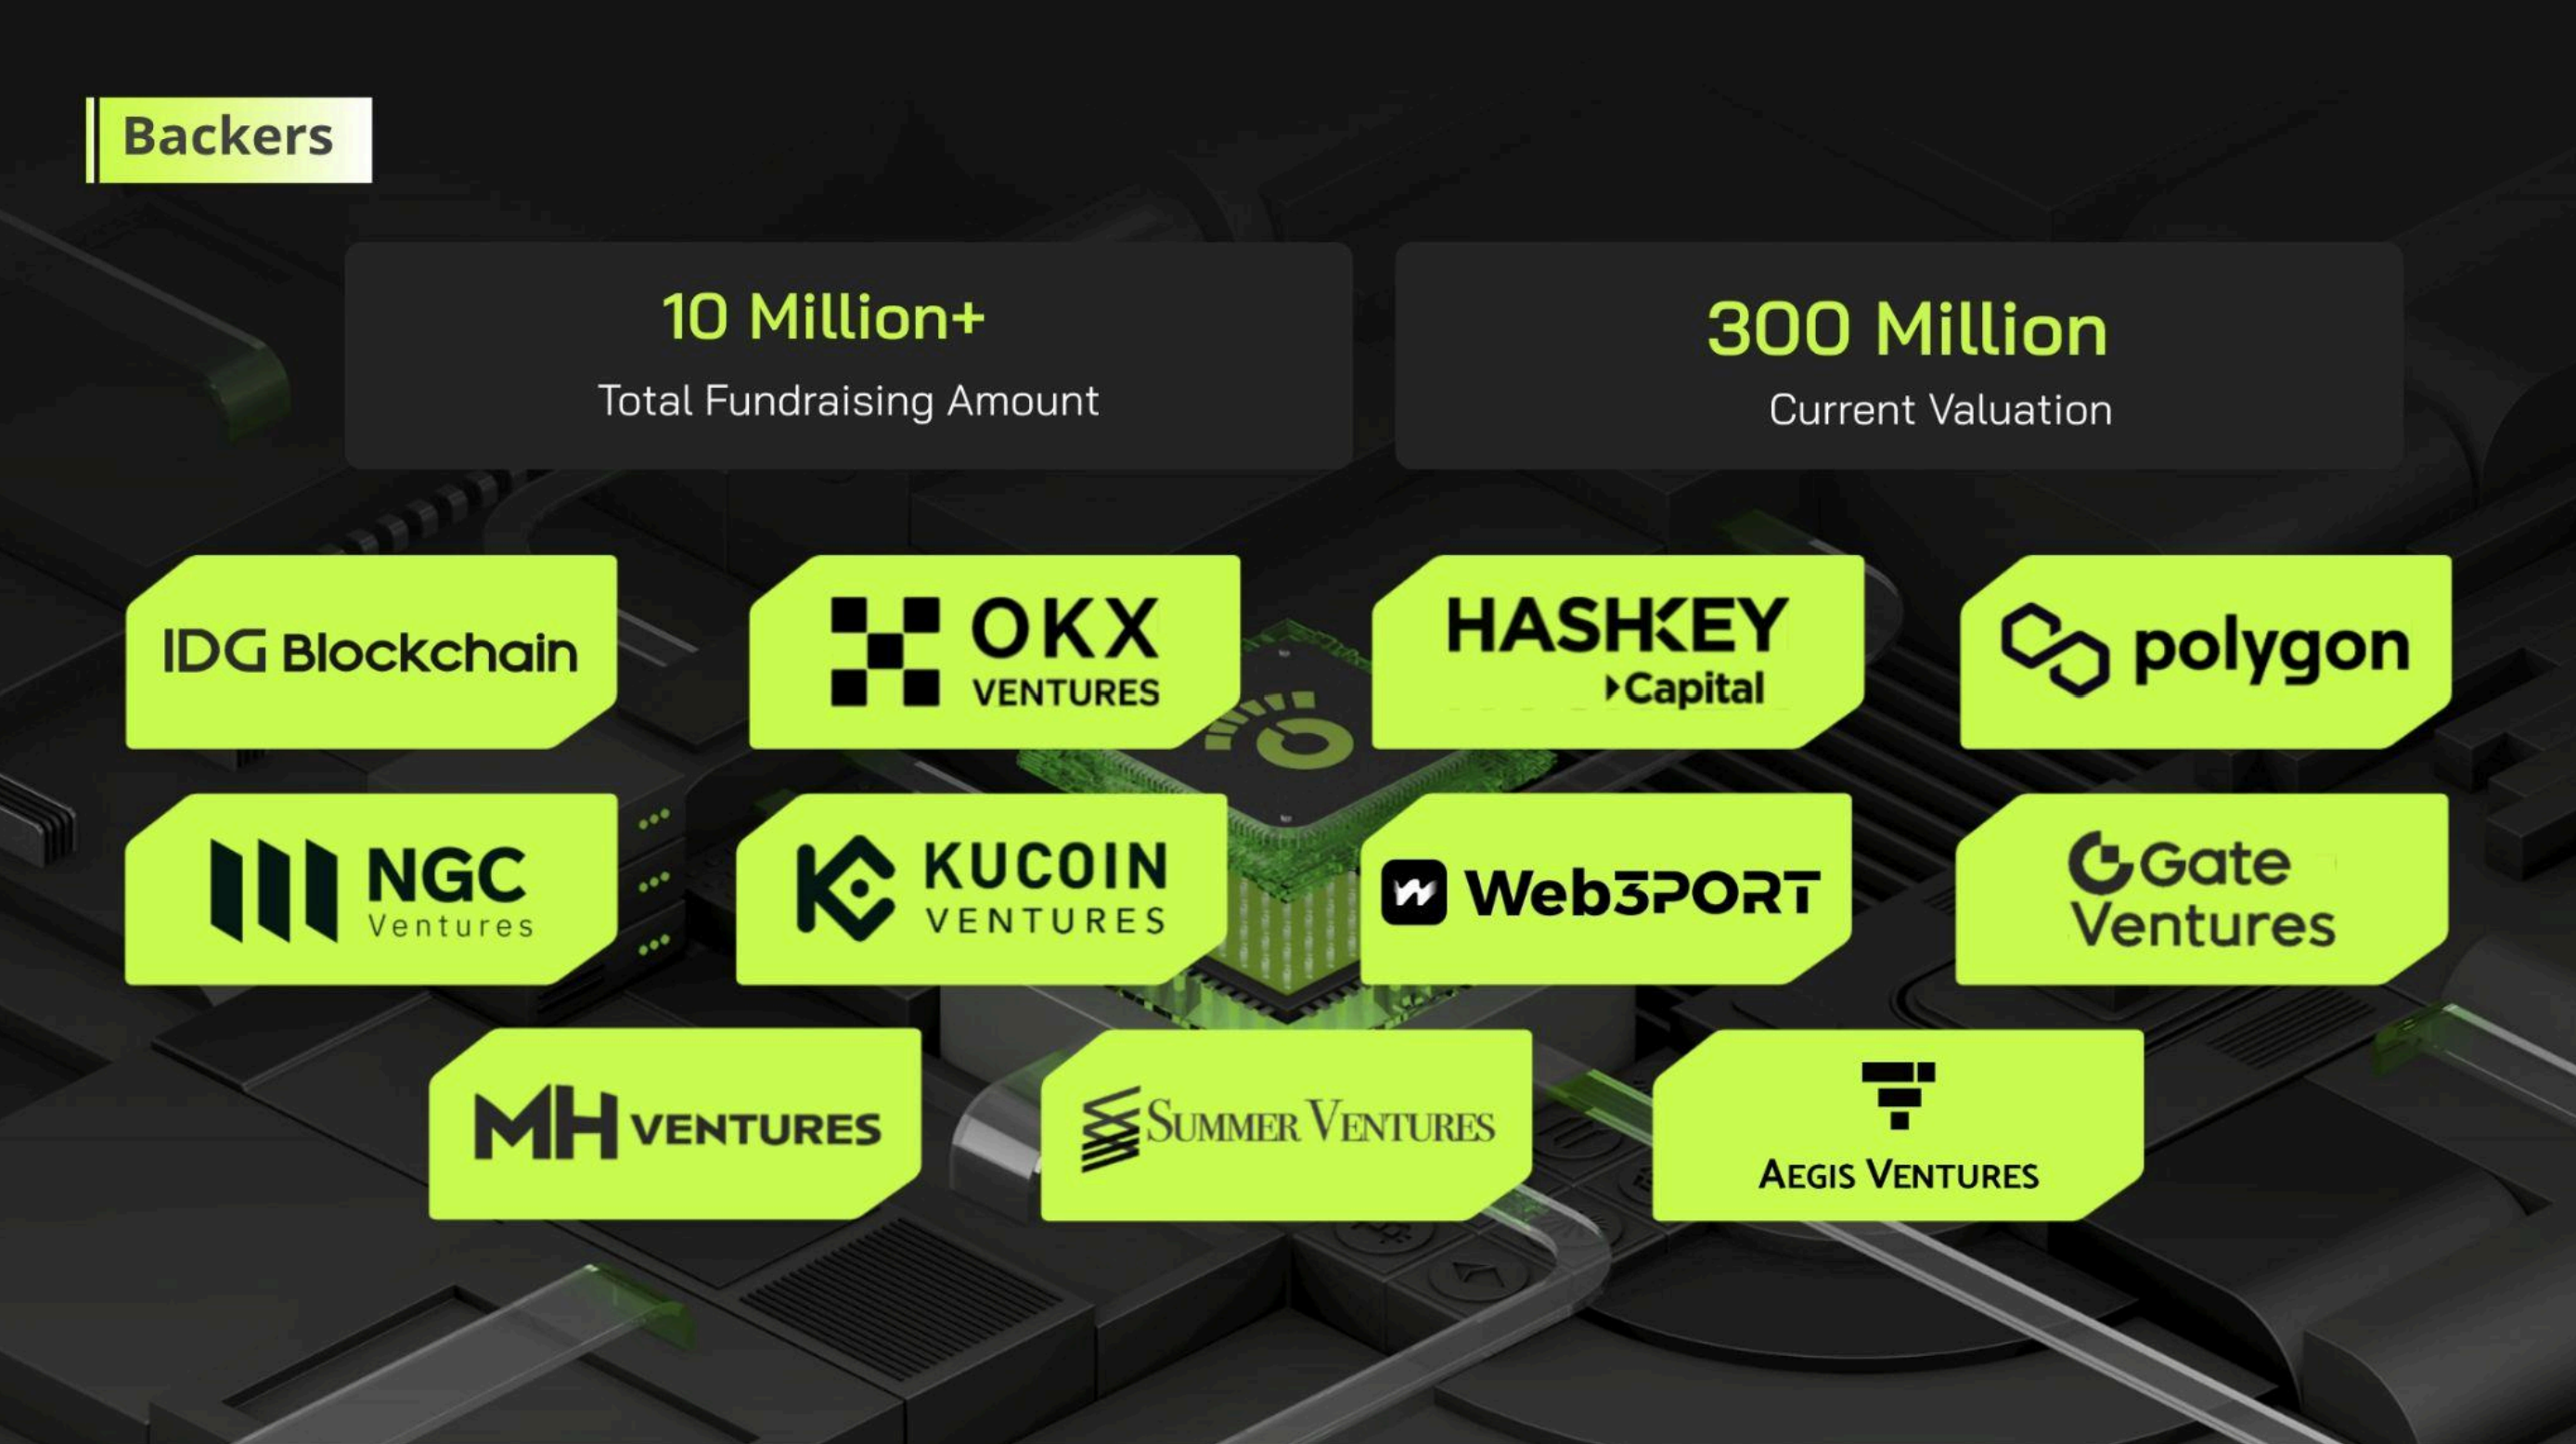 Backers
10 Million+
Total Fundraising Amount
300 Million
Current Valuation
IDG Blockchain
OKX
VENTURES
HASHKEY
Capital
polygon
NGC
Ventures
KUCOIN
VENTURES
Web3PORT
Gate
Ventures
MH VENTURES
SUMMER VENTURES
AEGIS VENTURES